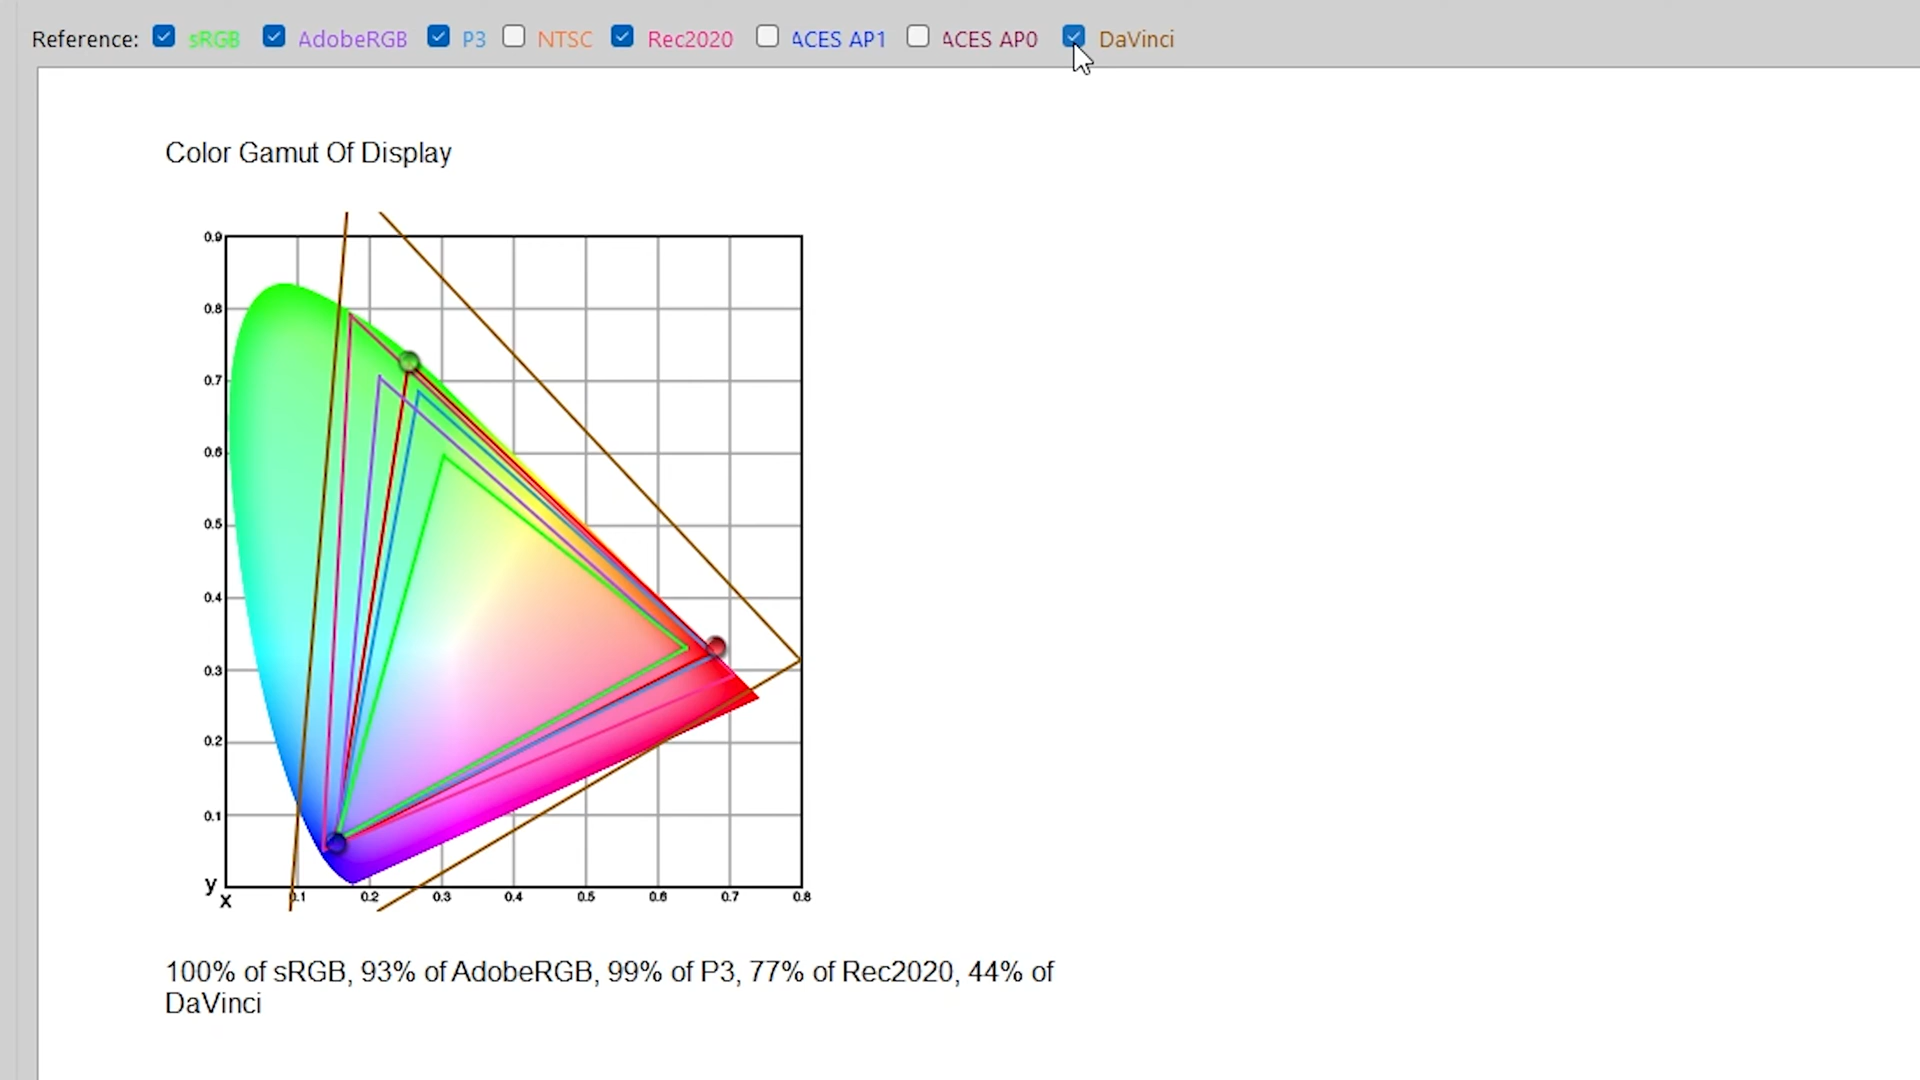 Reference: sRGB AdobeRGB P3 NTSC Rec2020 ACES AP1 ACES AP0 DaVinci
Color Gamut Of Display
0.9
0.8
0.7
0.6
0.5
0.4
0.3
0.2
0.1
y
x 0.1 0.2 0.3 0.4 0.5 0.6 0.7 0.8
100% of sRGB, 93% of AdobeRGB, 99% of P3, 77% of Rec2020, 44% of
DaVinci